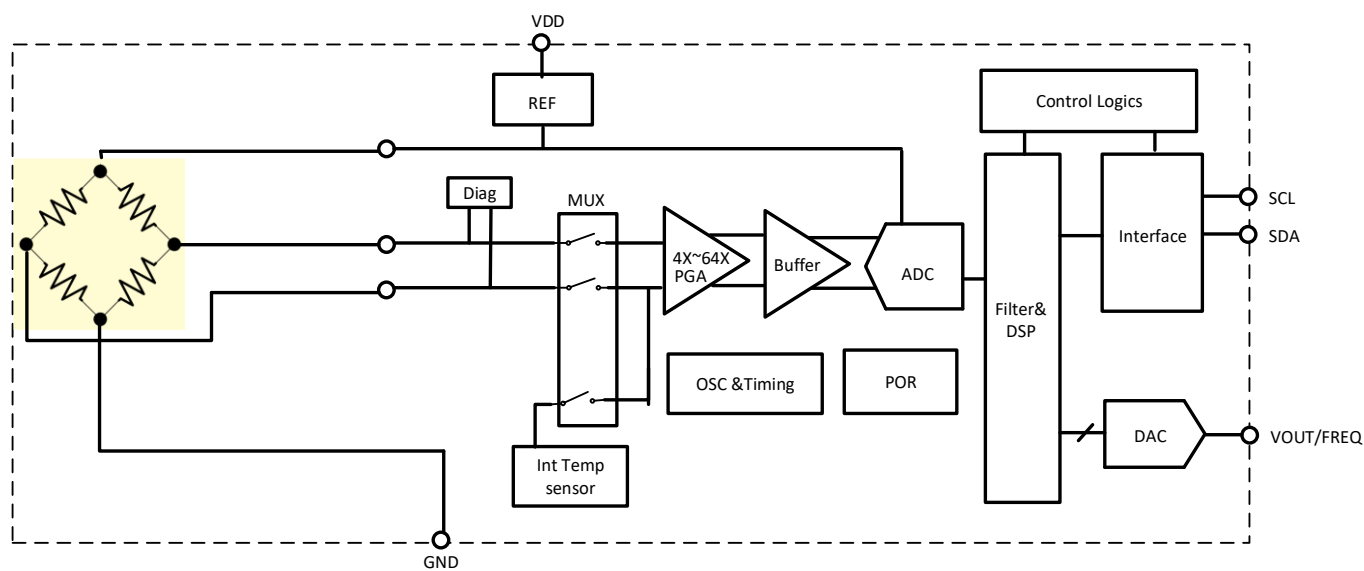 VDD
REF
Control Logics
Diag
MUX
SCL
4X~64X
PGA
Buffer
ADC
Interface
SDA
Filter&
DSP
OSC &Timing
POR
DAC
VOUT/FREQ
Int Temp
sensor
GND